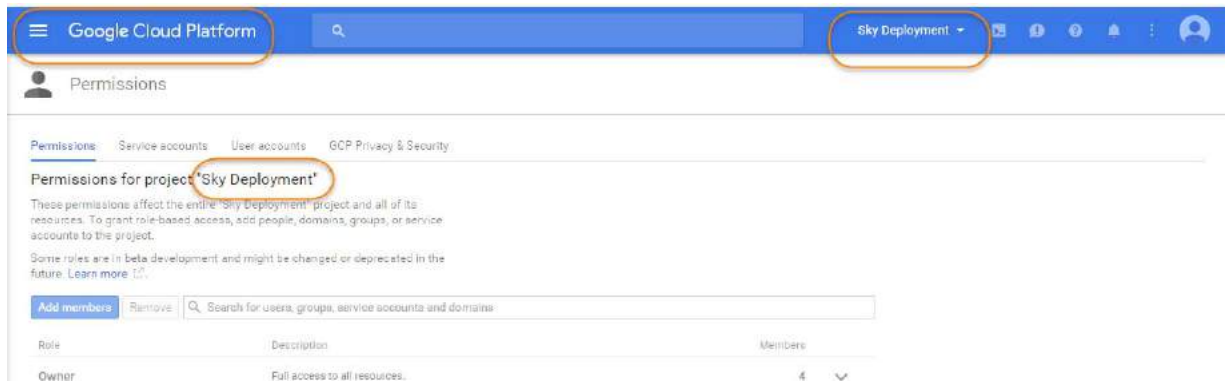 Google Cloud Platform
Sky Deployment
Permissions
Permissions Service accounts User accounts GCP Privacy & Security
Permissions for project "Sky Deployment"
These permissions affect the entire "Sky Deployment" project and all of its
resources. To grant role-based access, add people, domains, groups, or service
accounts to the project.
Some roles are in beta development and might be changed or deprecated in the
future. Learn more
Add members Remove Search for users, groups, service accounts and domains
Role Description Members
Owner Full access to all resources. 4